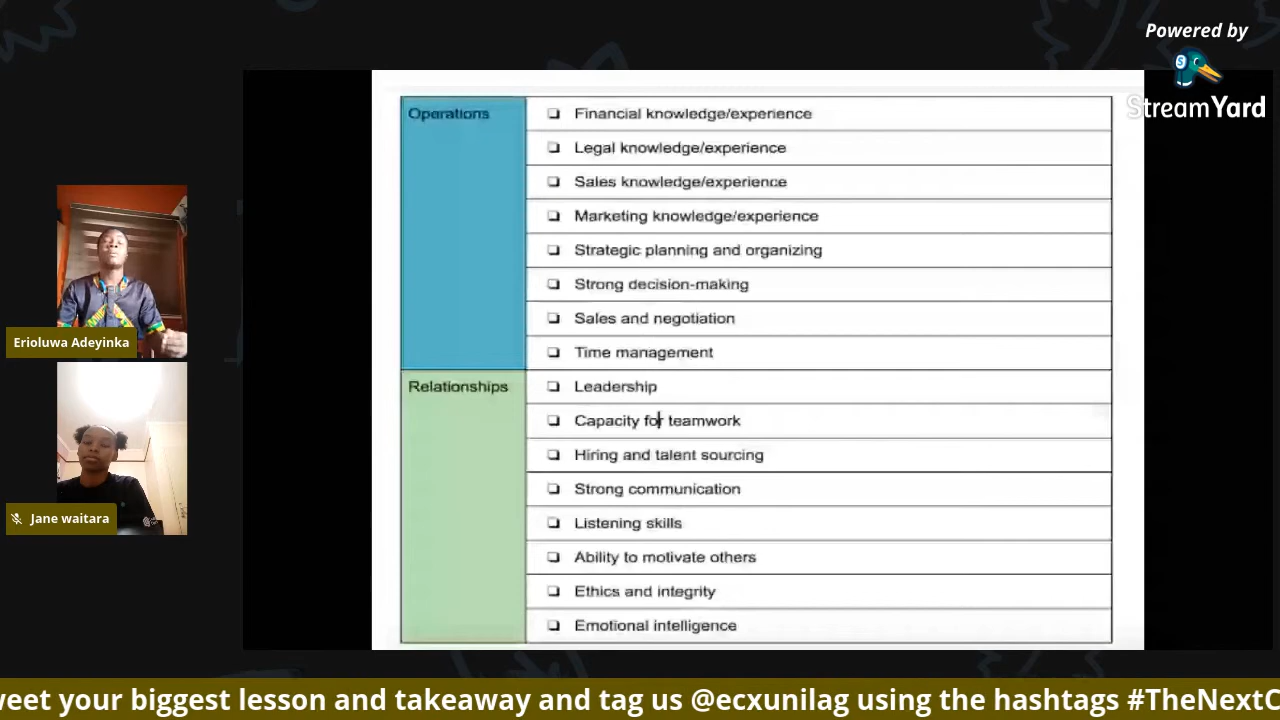 Powered by
StreamYard
Operations
❏ Financial knowledge/experience
❏ Legal knowledge/experience
❏ Sales knowledge/experience
❏ Marketing knowledge/experience
❏ Strategic planning and organizing
❏ Strong decision-making
❏ Sales and negotiation
❏ Time management
Relationships
❏ Leadership
❏ Capacity for teamwork
❏ Hiring and talent sourcing
❏ Strong communication
❏ Listening skills
❏ Ability to motivate others
❏ Ethics and integrity
❏ Emotional intelligence
Erioluwa Adeyinka
Jane waitara
weet your biggest lesson and takeaway and tag us @ecxunilag using the hashtags #TheNextC